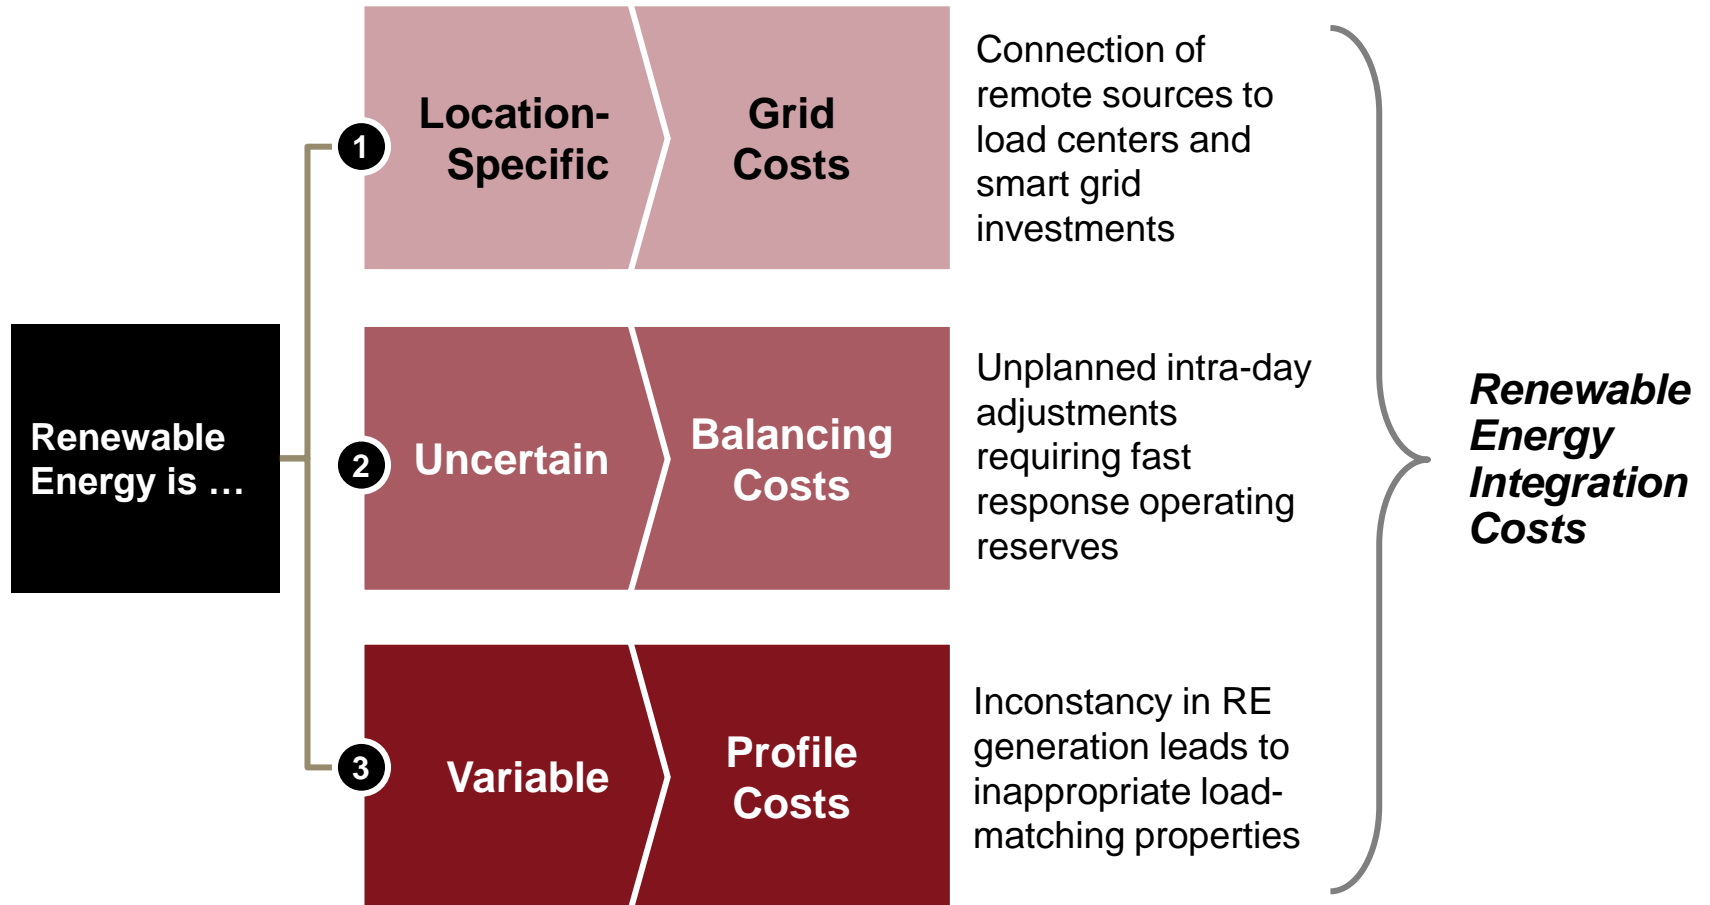 Renewable
Energy is …
1
Location-
Specific
Grid
Costs
Connection of
remote sources to
load centers and
smart grid
investments
2
Uncertain
Balancing
Costs
Unplanned intra-day
adjustments
requiring fast
response operating
reserves
3
Variable
Profile
Costs
Inconstancy in RE
generation leads to
inappropriate load-
matching properties
Renewable
Energy
Integration
Costs